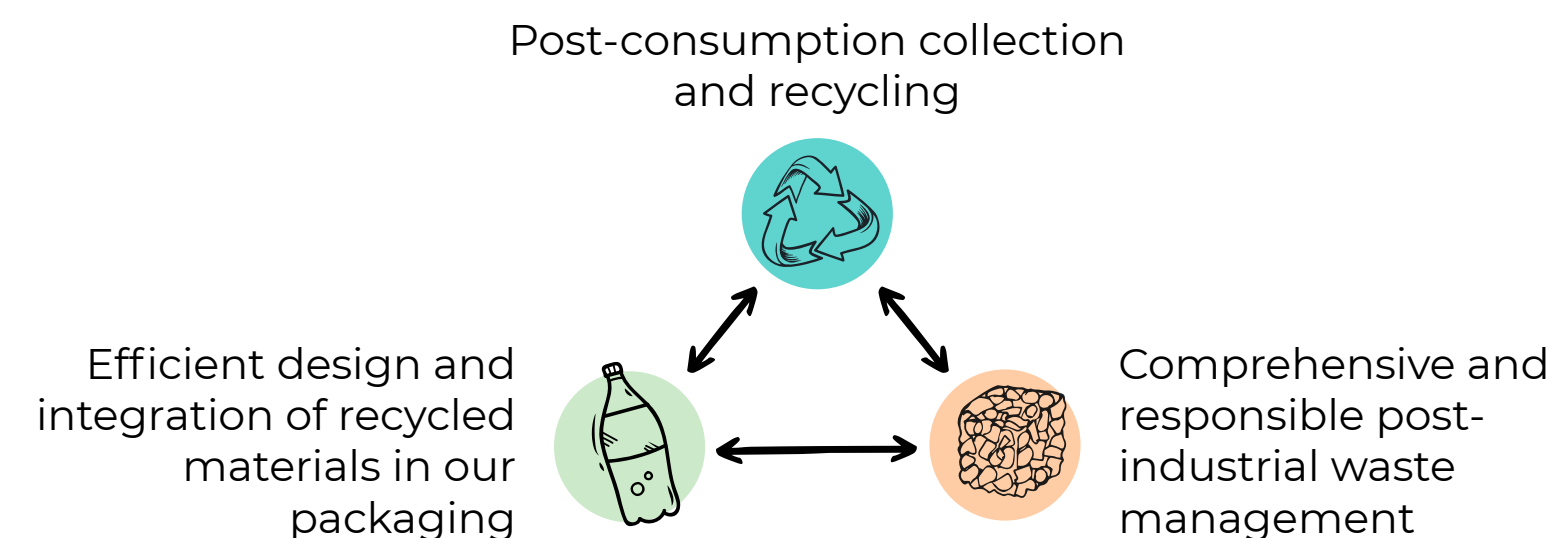 Post-consumption collection
and recycling
Efficient design and
integration of recycled
materials in our
packaging
Comprehensive and
responsible post-
industrial waste
management